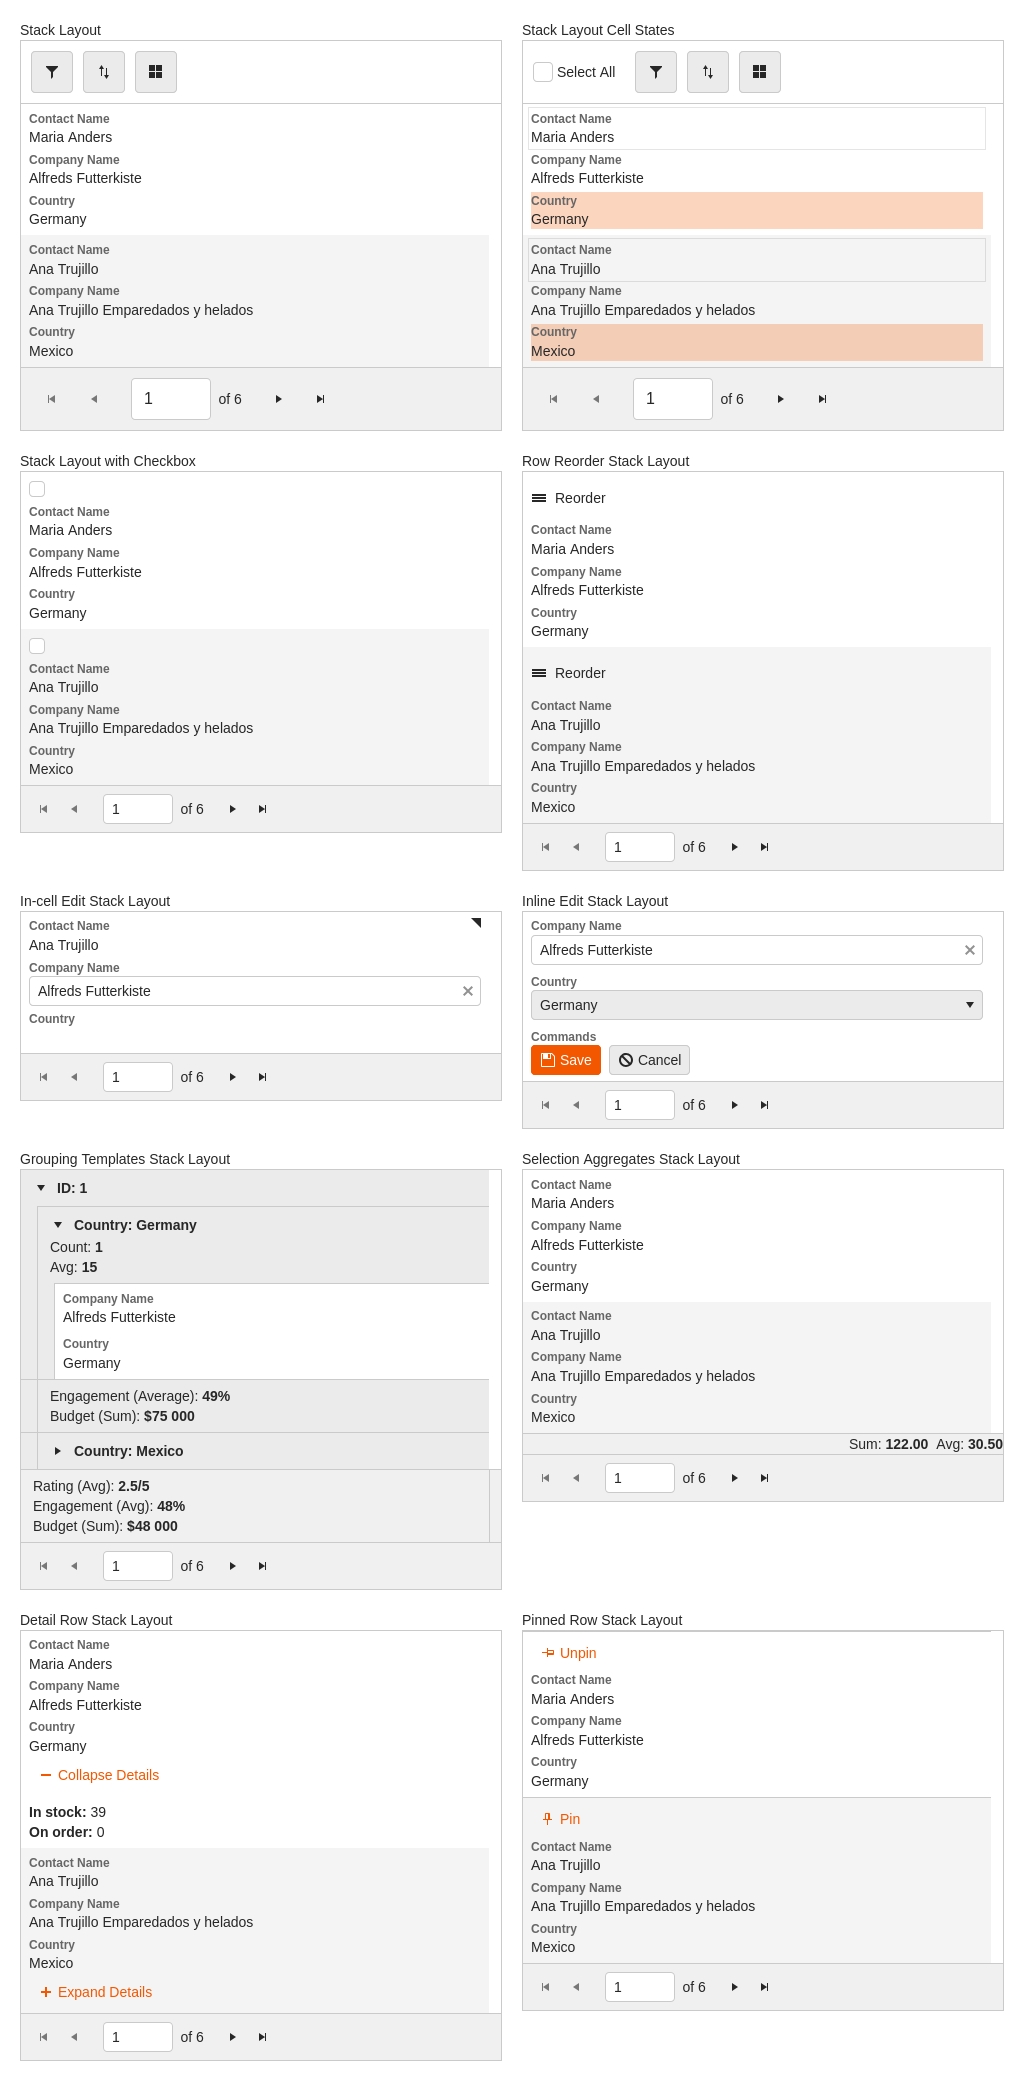 Stack Layout
Contact Name
Maria Anders
Company Name
Alfreds Futterkiste
Country
Germany
Contact Name
Ana Trujillo
Company Name
Ana Trujillo Emparedados y helados
Country
Mexico
1 of 6
Stack Layout Cell States
Select All
Contact Name
Maria Anders
Company Name
Alfreds Futterkiste
Country
Germany
Contact Name
Ana Trujillo
Company Name
Ana Trujillo Emparedados y helados
Country
Mexico
1 of 6
Stack Layout with Checkbox
Contact Name
Maria Anders
Company Name
Alfreds Futterkiste
Country
Germany
Contact Name
Ana Trujillo
Company Name
Ana Trujillo Emparedados y helados
Country
Mexico
1 of 6
Row Reorder Stack Layout
Reorder
Contact Name
Maria Anders
Company Name
Alfreds Futterkiste
Country
Germany
Reorder
Contact Name
Ana Trujillo
Company Name
Ana Trujillo Emparedados y helados
Country
Mexico
1 of 6
In-cell Edit Stack Layout
Contact Name
Ana Trujillo
Company Name
Alfreds Futterkiste
Country
1 of 6
Inline Edit Stack Layout
Company Name
Alfreds Futterkiste
Country
Germany
Commands
Save Cancel
1 of 6
Grouping Templates Stack Layout
ID: 1
Country: Germany
Count: 1
Avg: 15
Company Name
Alfreds Futterkiste
Country
Germany
Engagement (Average): 49%
Budget (Sum): $75 000
Country: Mexico
Rating (Avg): 2.5/5
Engagement (Avg): 48%
Budget (Sum): $48 000
1 of 6
Selection Aggregates Stack Layout
Contact Name
Maria Anders
Company Name
Alfreds Futterkiste
Country
Germany
Contact Name
Ana Trujillo
Company Name
Ana Trujillo Emparedados y helados
Country
Mexico
Sum: 122.00 Avg: 30.50
1 of 6
Detail Row Stack Layout
Contact Name
Maria Anders
Company Name
Alfreds Futterkiste
Country
Germany
Collapse Details
In stock: 39
On order: 0
Contact Name
Ana Trujillo
Company Name
Ana Trujillo Emparedados y helados
Country
Mexico
Expand Details
1 of 6
Pinned Row Stack Layout
Unpin
Contact Name
Maria Anders
Company Name
Alfreds Futterkiste
Country
Germany
Pin
Contact Name
Ana Trujillo
Company Name
Ana Trujillo Emparedados y helados
Country
Mexico
1 of 6